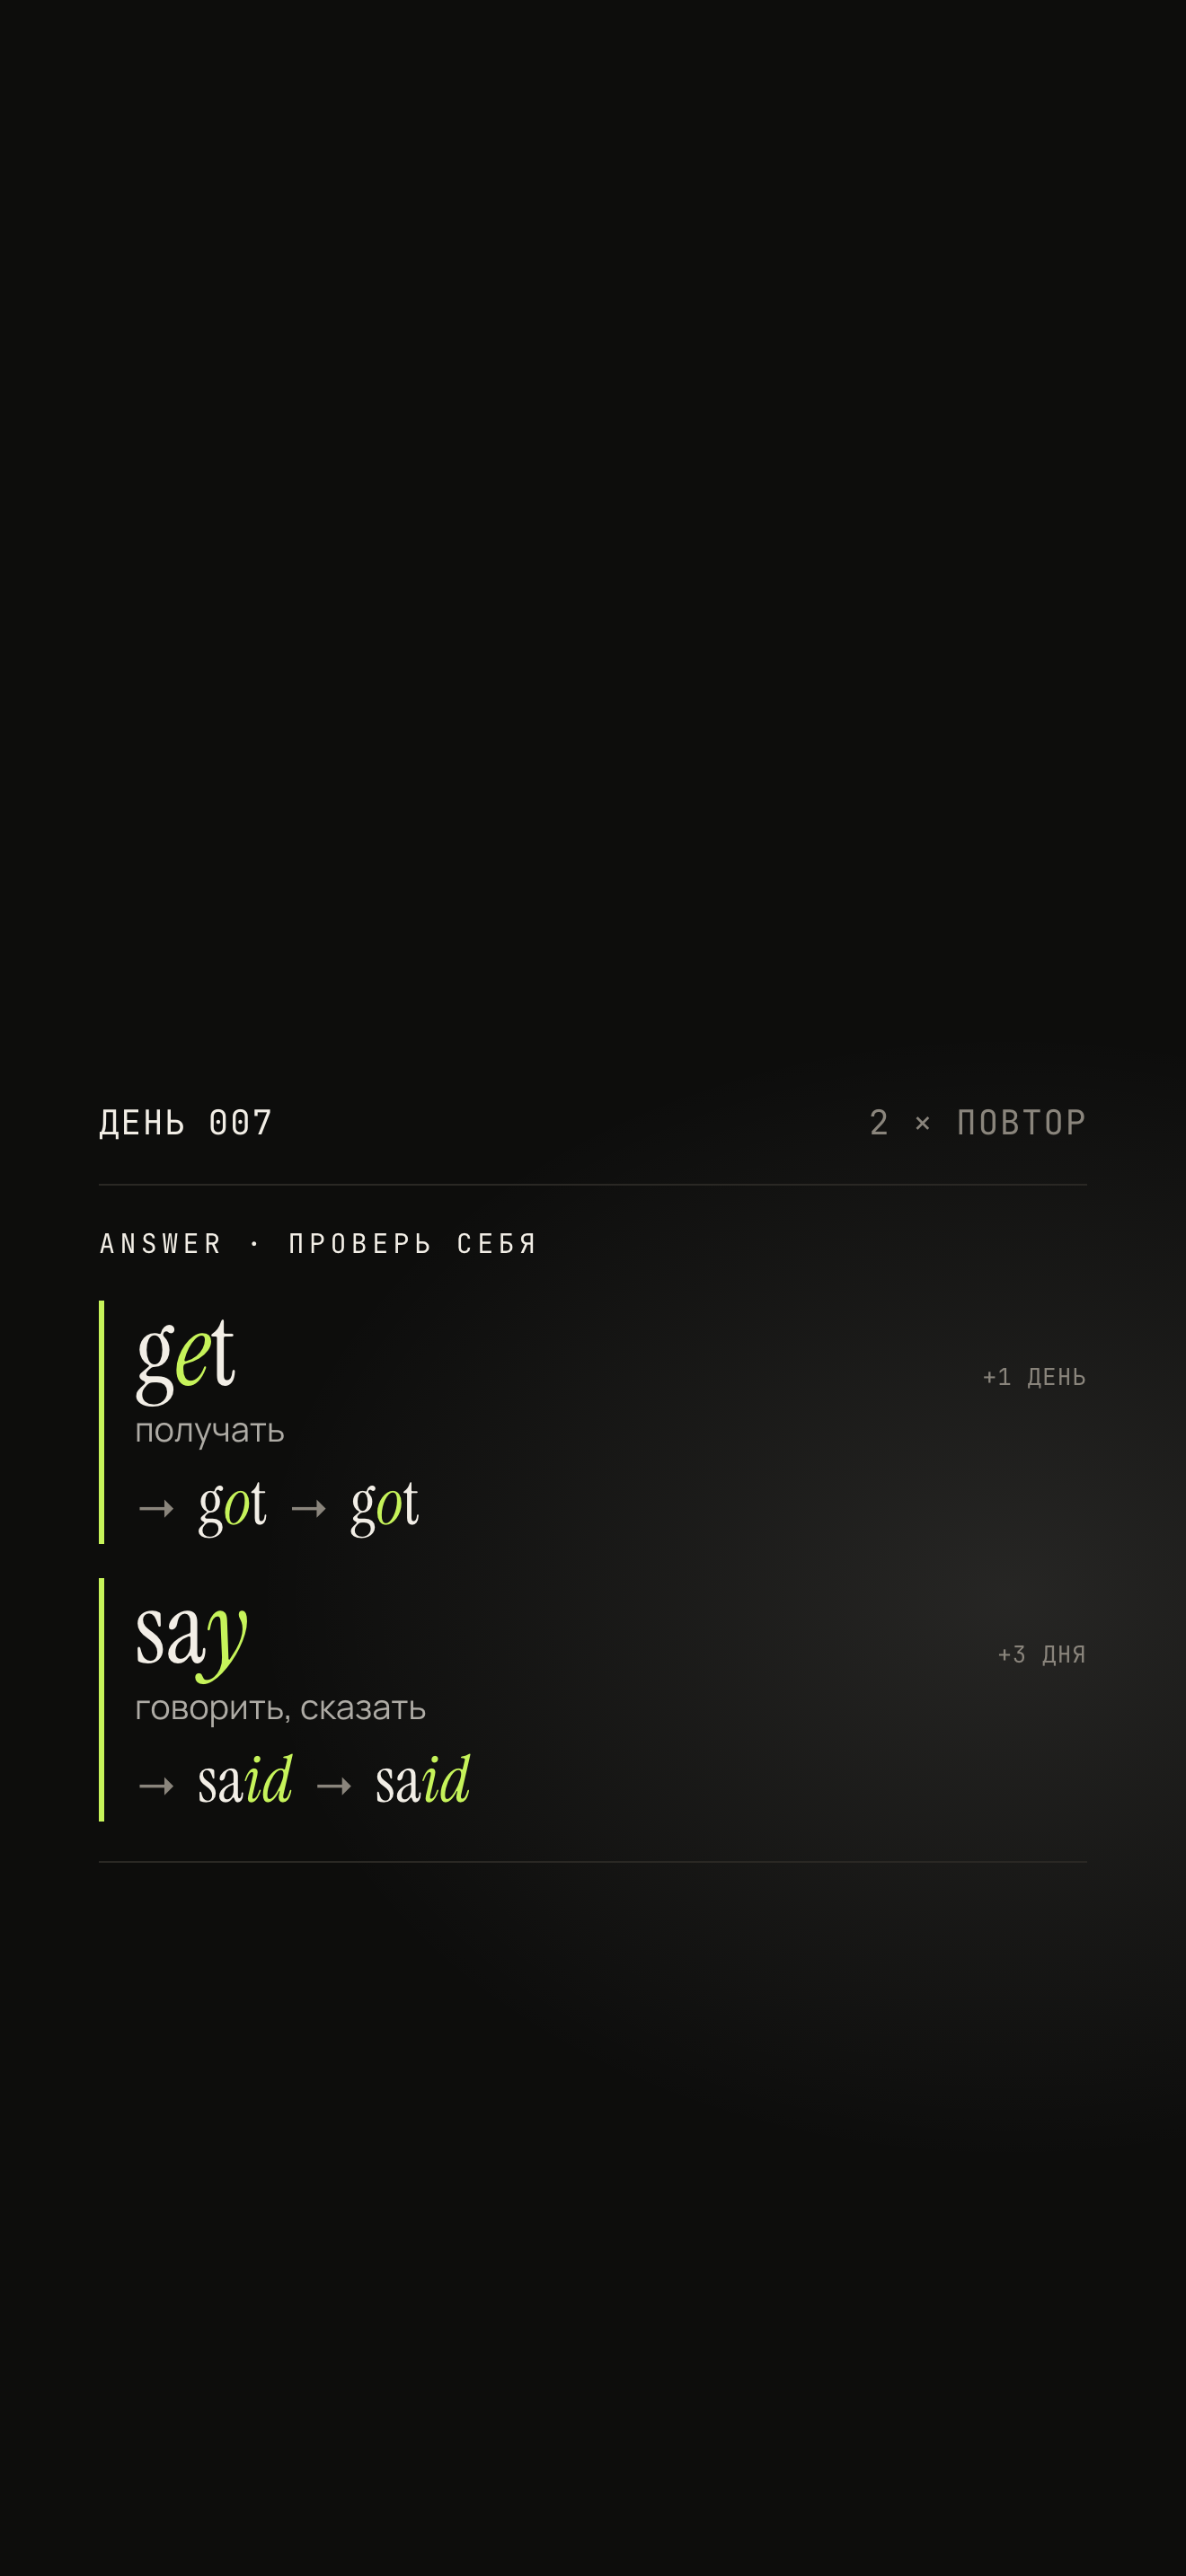 ДЕНЬ 007 2 × ПОВТОР
ANSWER · ПРОВЕРЬ СЕБЯ
get
+1 ДЕНЬ
получать
→ got → got
say
+3 ДНЯ
говорить, сказать
→ said → said